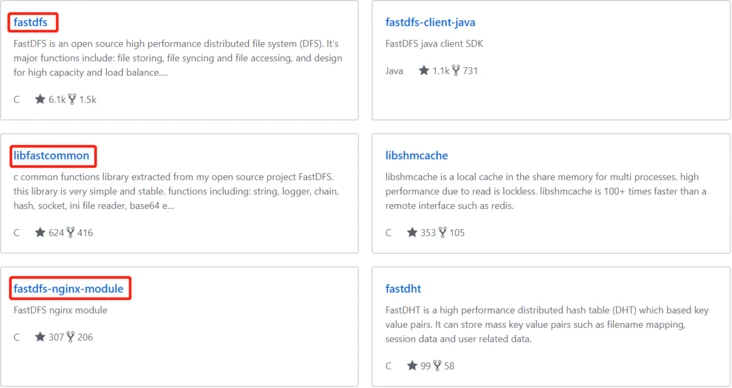 fastdfs
FastDFS is an open source high performance distributed file system (DFS). It's
major functions include: file storing, file syncing and file accessing, and design
for high capacity and load balance....
C 6.1k 1.5k
fastdfs-client-java
FastDFS java client SDK
Java 1.1k 731
libfastcommon
c common functions library extracted from my open source project FastDFS.
this library is very simple and stable. functions including: string, logger, chain,
hash, socket, ini file reader, base64 e...
C 624 416
libshmcache
libshmcache is a local cache in the share memory for multi processes. high
performance due to read is lockless. libshmcache is 100+ times faster than a
remote interface such as redis.
C 353 105
fastdfs-nginx-module
FastDFS nginx module
C 307 206
fastdht
FastDHT is a high performance distributed hash table (DHT) which based key
value pairs. It can store mass key value pairs such as filename mapping,
session data and user related data.
C 99 58